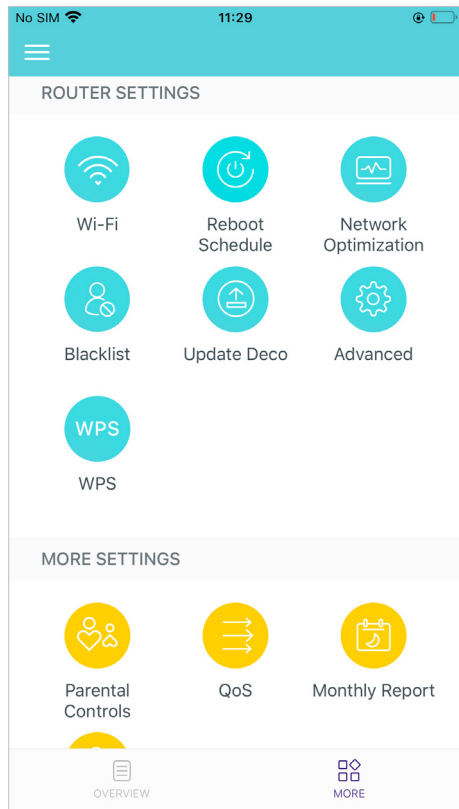 No SIM 11:29
ROUTER SETTINGS
Wi-Fi
Reboot
Schedule
Network
Optimization
Blacklist
Update Deco
Advanced
WPS
WPS
MORE SETTINGS
Parental
Controls
QoS
Monthly Report
OVERVIEW
MORE